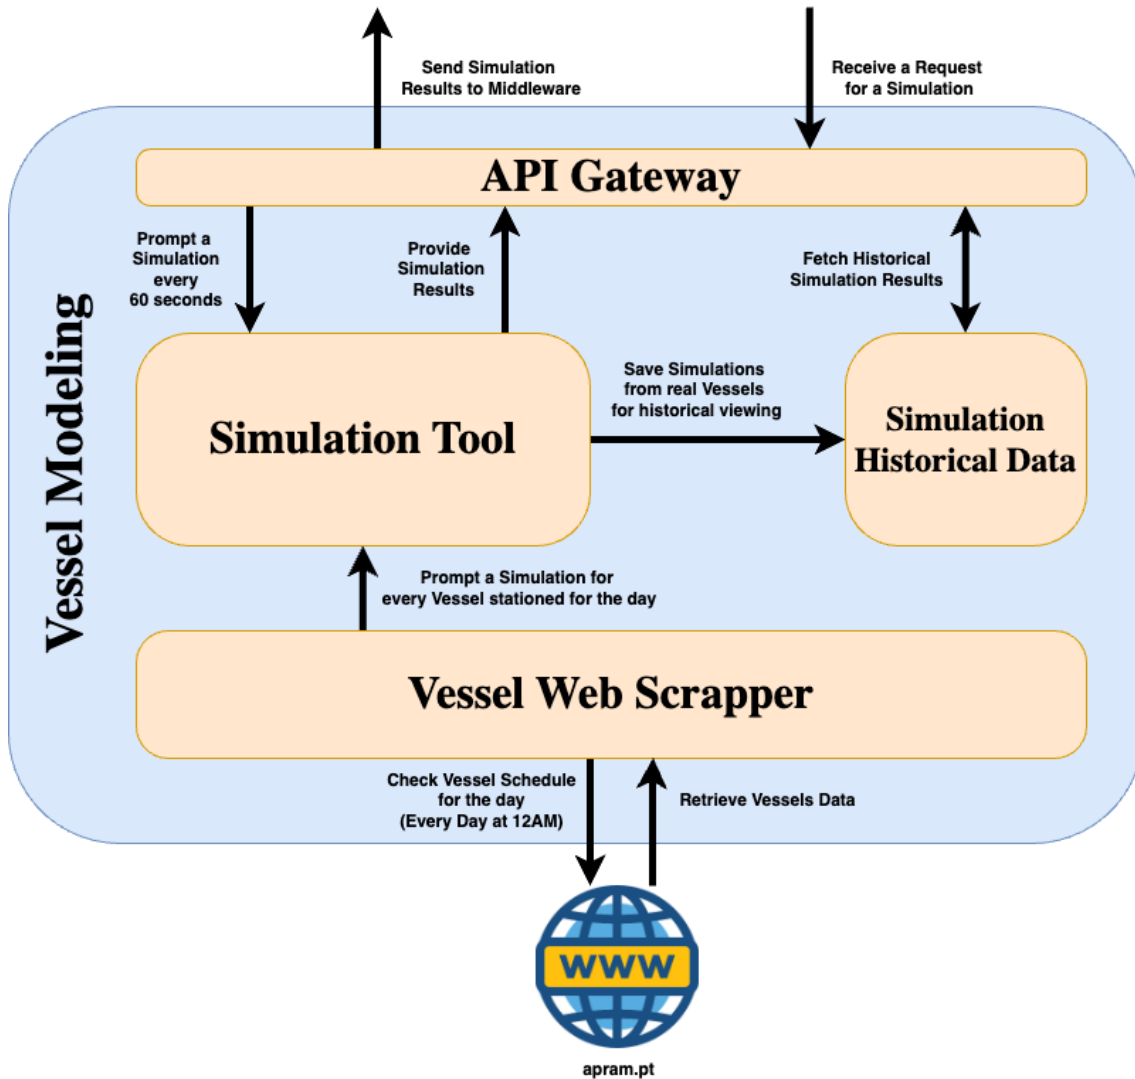 Send Simulation
Results to Middleware
Receive a Request
for a Simulation
API Gateway
Prompt a
Simulation
every
60 seconds
Provide
Simulation
Results
Fetch Historical
Simulation Results
Vessel Modeling
Simulation Tool
Save Simulations
from real Vessels
for historical viewing
Simulation
Historical Data
Prompt a Simulation for
every Vessel stationed for the day
Vessel Web Scrapper
Check Vessel Schedule
for the day
(Every Day at 12AM)
Retrieve Vessels Data
WWW
apram.pt